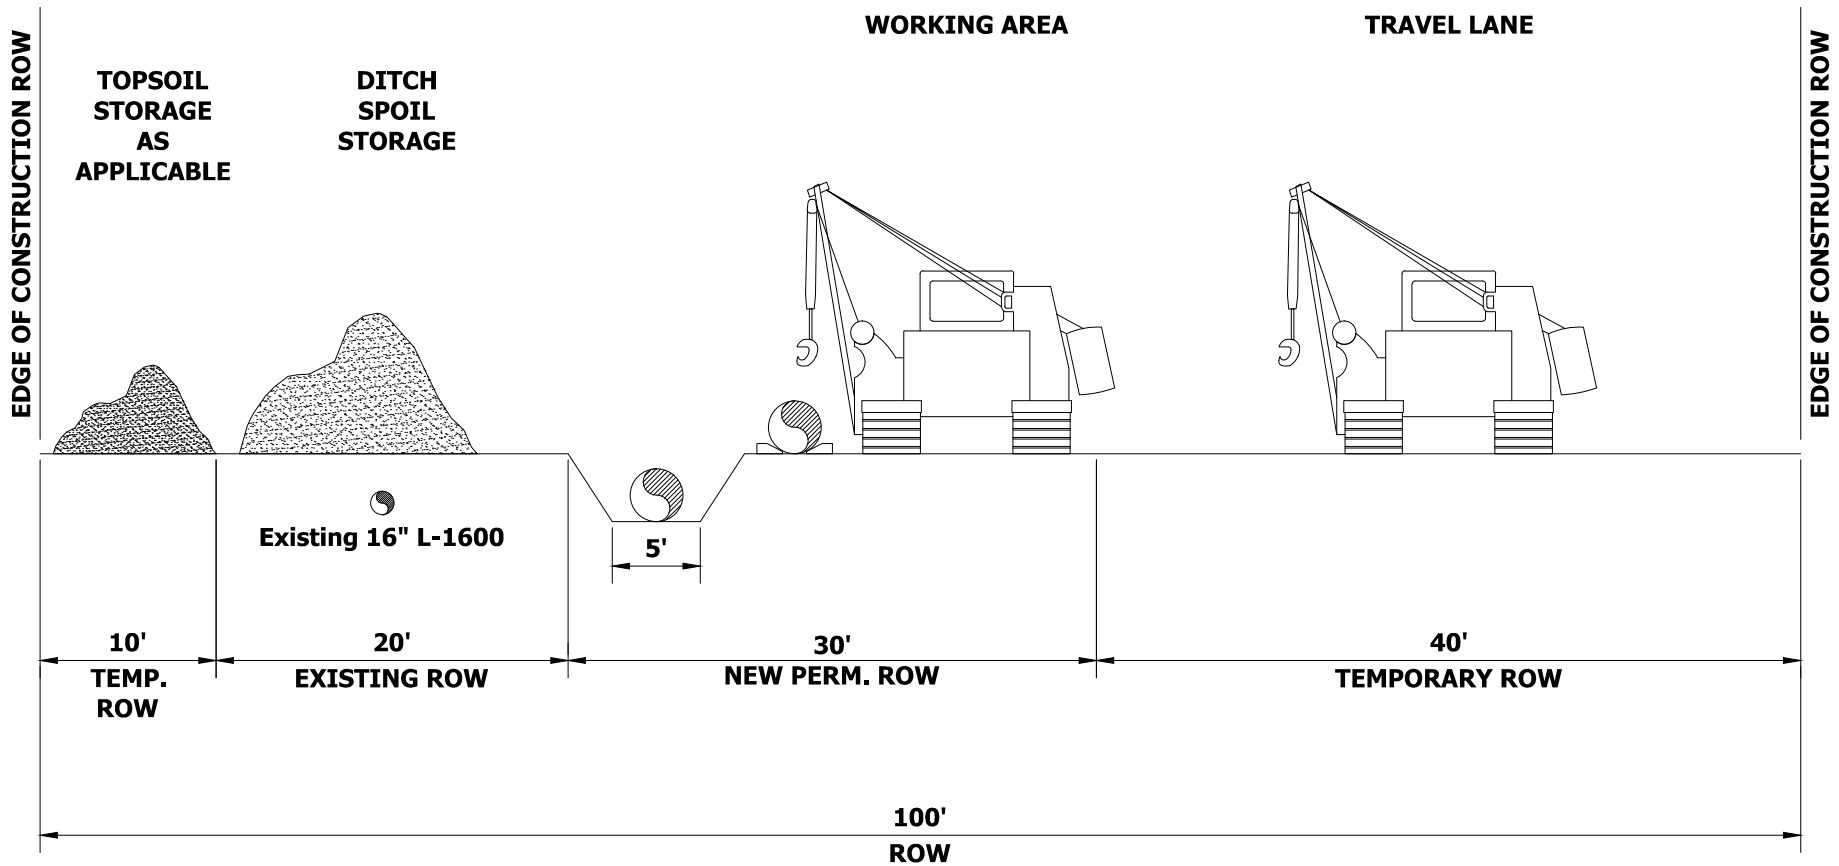 WORKING AREA
TRAVEL LANE
EDGE OF CONSTRUCTION ROW
TOPSOIL
STORAGE
AS
APPLICABLE
DITCH
SPOIL
STORAGE
EDGE OF CONSTRUCTION ROW
Existing 16" L-1600
5'
10'
TEMP.
ROW
20'
EXISTING ROW
30'
NEW PERM. ROW
40'
TEMPORARY ROW
100'
ROW